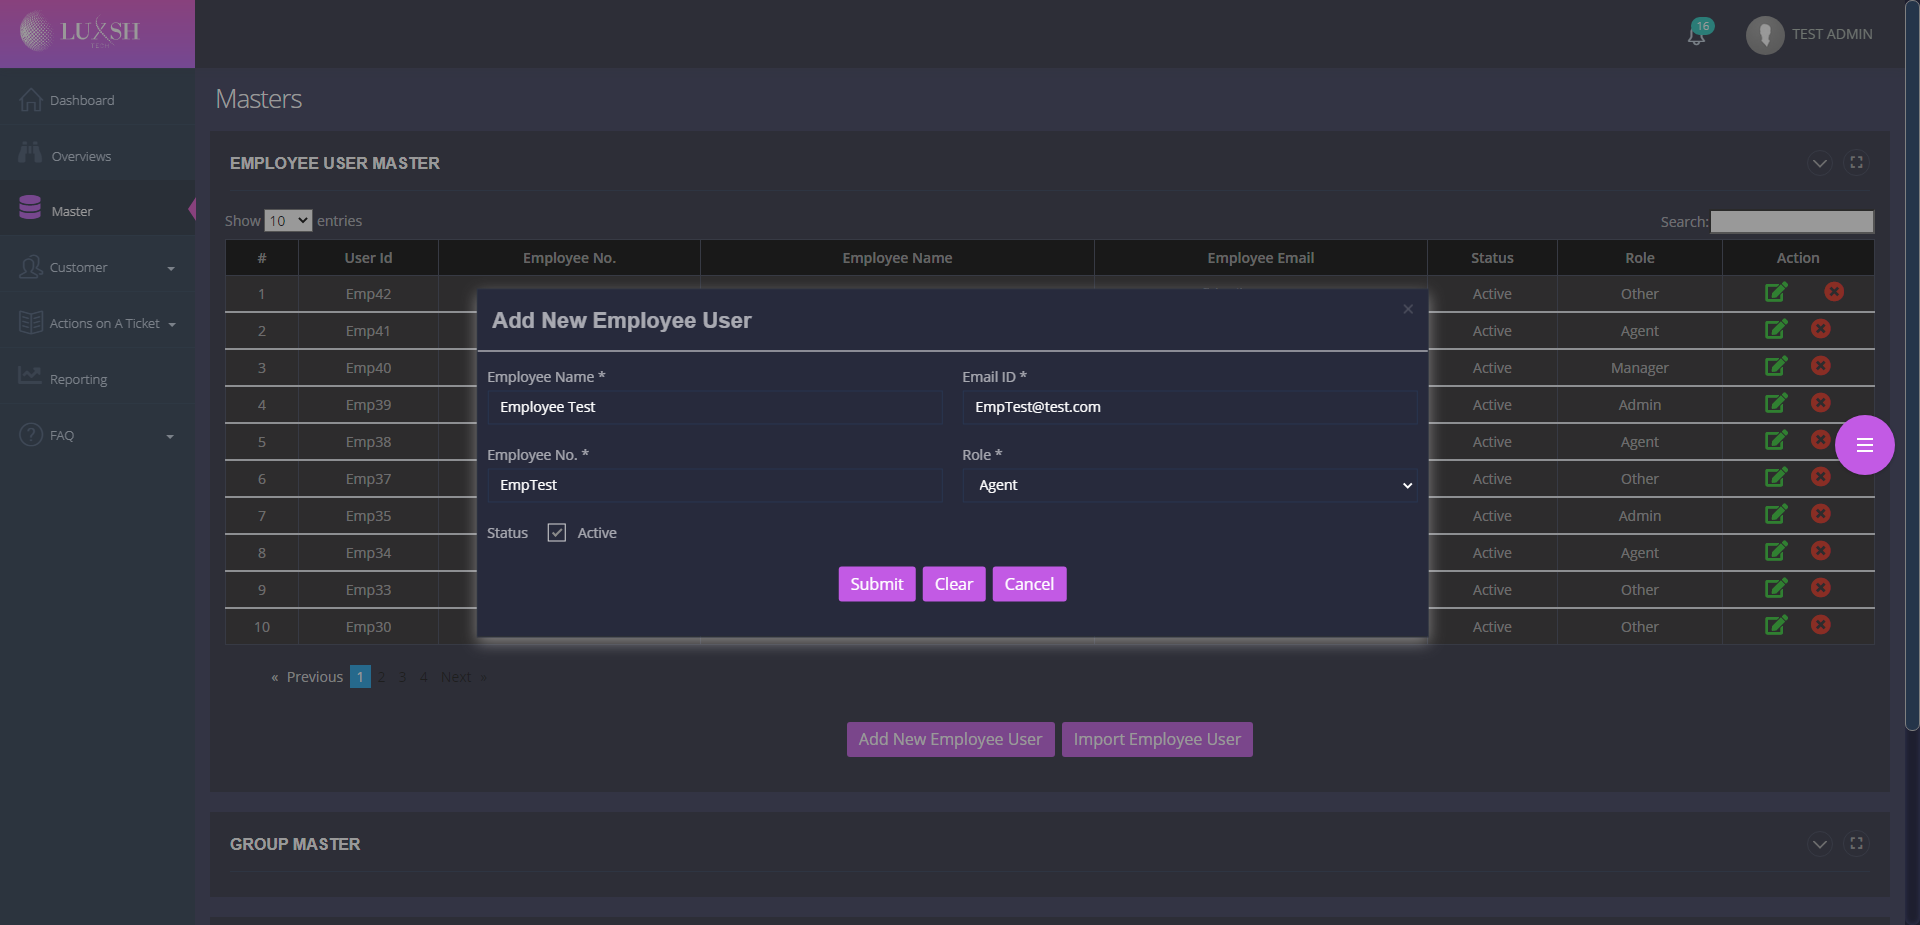 LUXSH
TECH
16
TEST ADMIN
Dashboard
Overviews
Master
Customer
Actions on A Ticket
Reporting
FAQ
Masters
EMPLOYEE USER MASTER
Show 10 entries
Search:
# User Id Employee No. Employee Name Employee Email Status Role Action
1 Emp42 Active Other
2 Emp41 Active Agent
3 Emp40 Active Manager
4 Emp39 Active Admin
5 Emp38 Active Agent
6 Emp37 Active Other
7 Emp35 Active Admin
8 Emp34 Active Agent
9 Emp33 Active Other
10 Emp30 Active Other
Add New Employee User ×
Employee Name * Email ID *
Employee Test EmpTest@test.com
Employee No. * Role *
EmpTest Agent
Status Active
Submit Clear Cancel
« Previous 1 2 3 4 Next »
Add New Employee User Import Employee User
GROUP MASTER